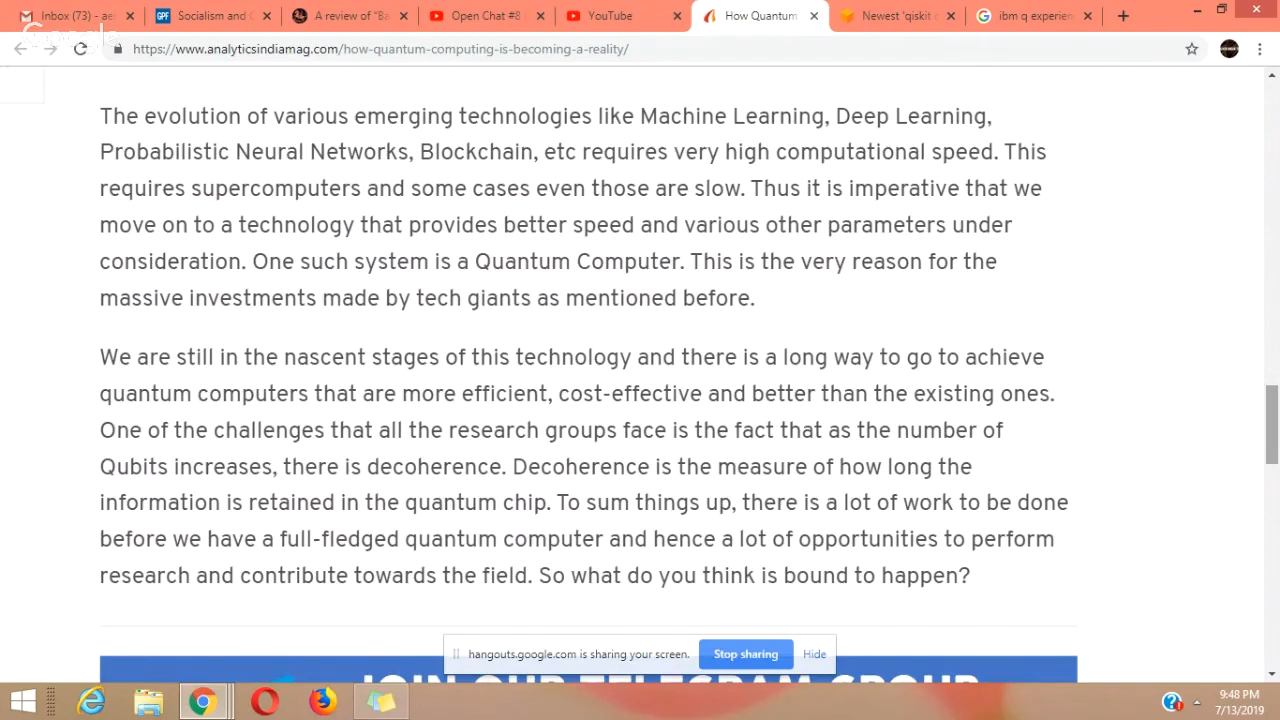 Inbox (73) - ae
Socialism and C
A review of "Ba
Open Chat #8
YouTube
How Quantum
Newest 'qiskit
ibm q experien
Google
https://www.analyticsindiamag.com/how-quantum-computing-is-becoming-a-reality/
The evolution of various emerging technologies like Machine Learning, Deep Learning,
Probabilistic Neural Networks, Blockchain, etc requires very high computational speed. This
requires supercomputers and some cases even those are slow. Thus it is imperative that we
move on to a technology that provides better speed and various other parameters under
consideration. One such system is a Quantum Computer. This is the very reason for the
massive investments made by tech giants as mentioned before.
We are still in the nascent stages of this technology and there is a long way to go to achieve
quantum computers that are more efficient, cost-effective and better than the existing ones.
One of the challenges that all the research groups face is the fact that as the number of
Qubits increases, there is decoherence. Decoherence is the measure of how long the
information is retained in the quantum chip. To sum things up, there is a lot of work to be done
before we have a full-fledged quantum computer and hence a lot of opportunities to perform
research and contribute towards the field. So what do you think is bound to happen?
hangouts.google.com is sharing your screen. Stop sharing Hide
JOIN OUR TELEGRAM GROUP
9:48 PM
7/13/2019